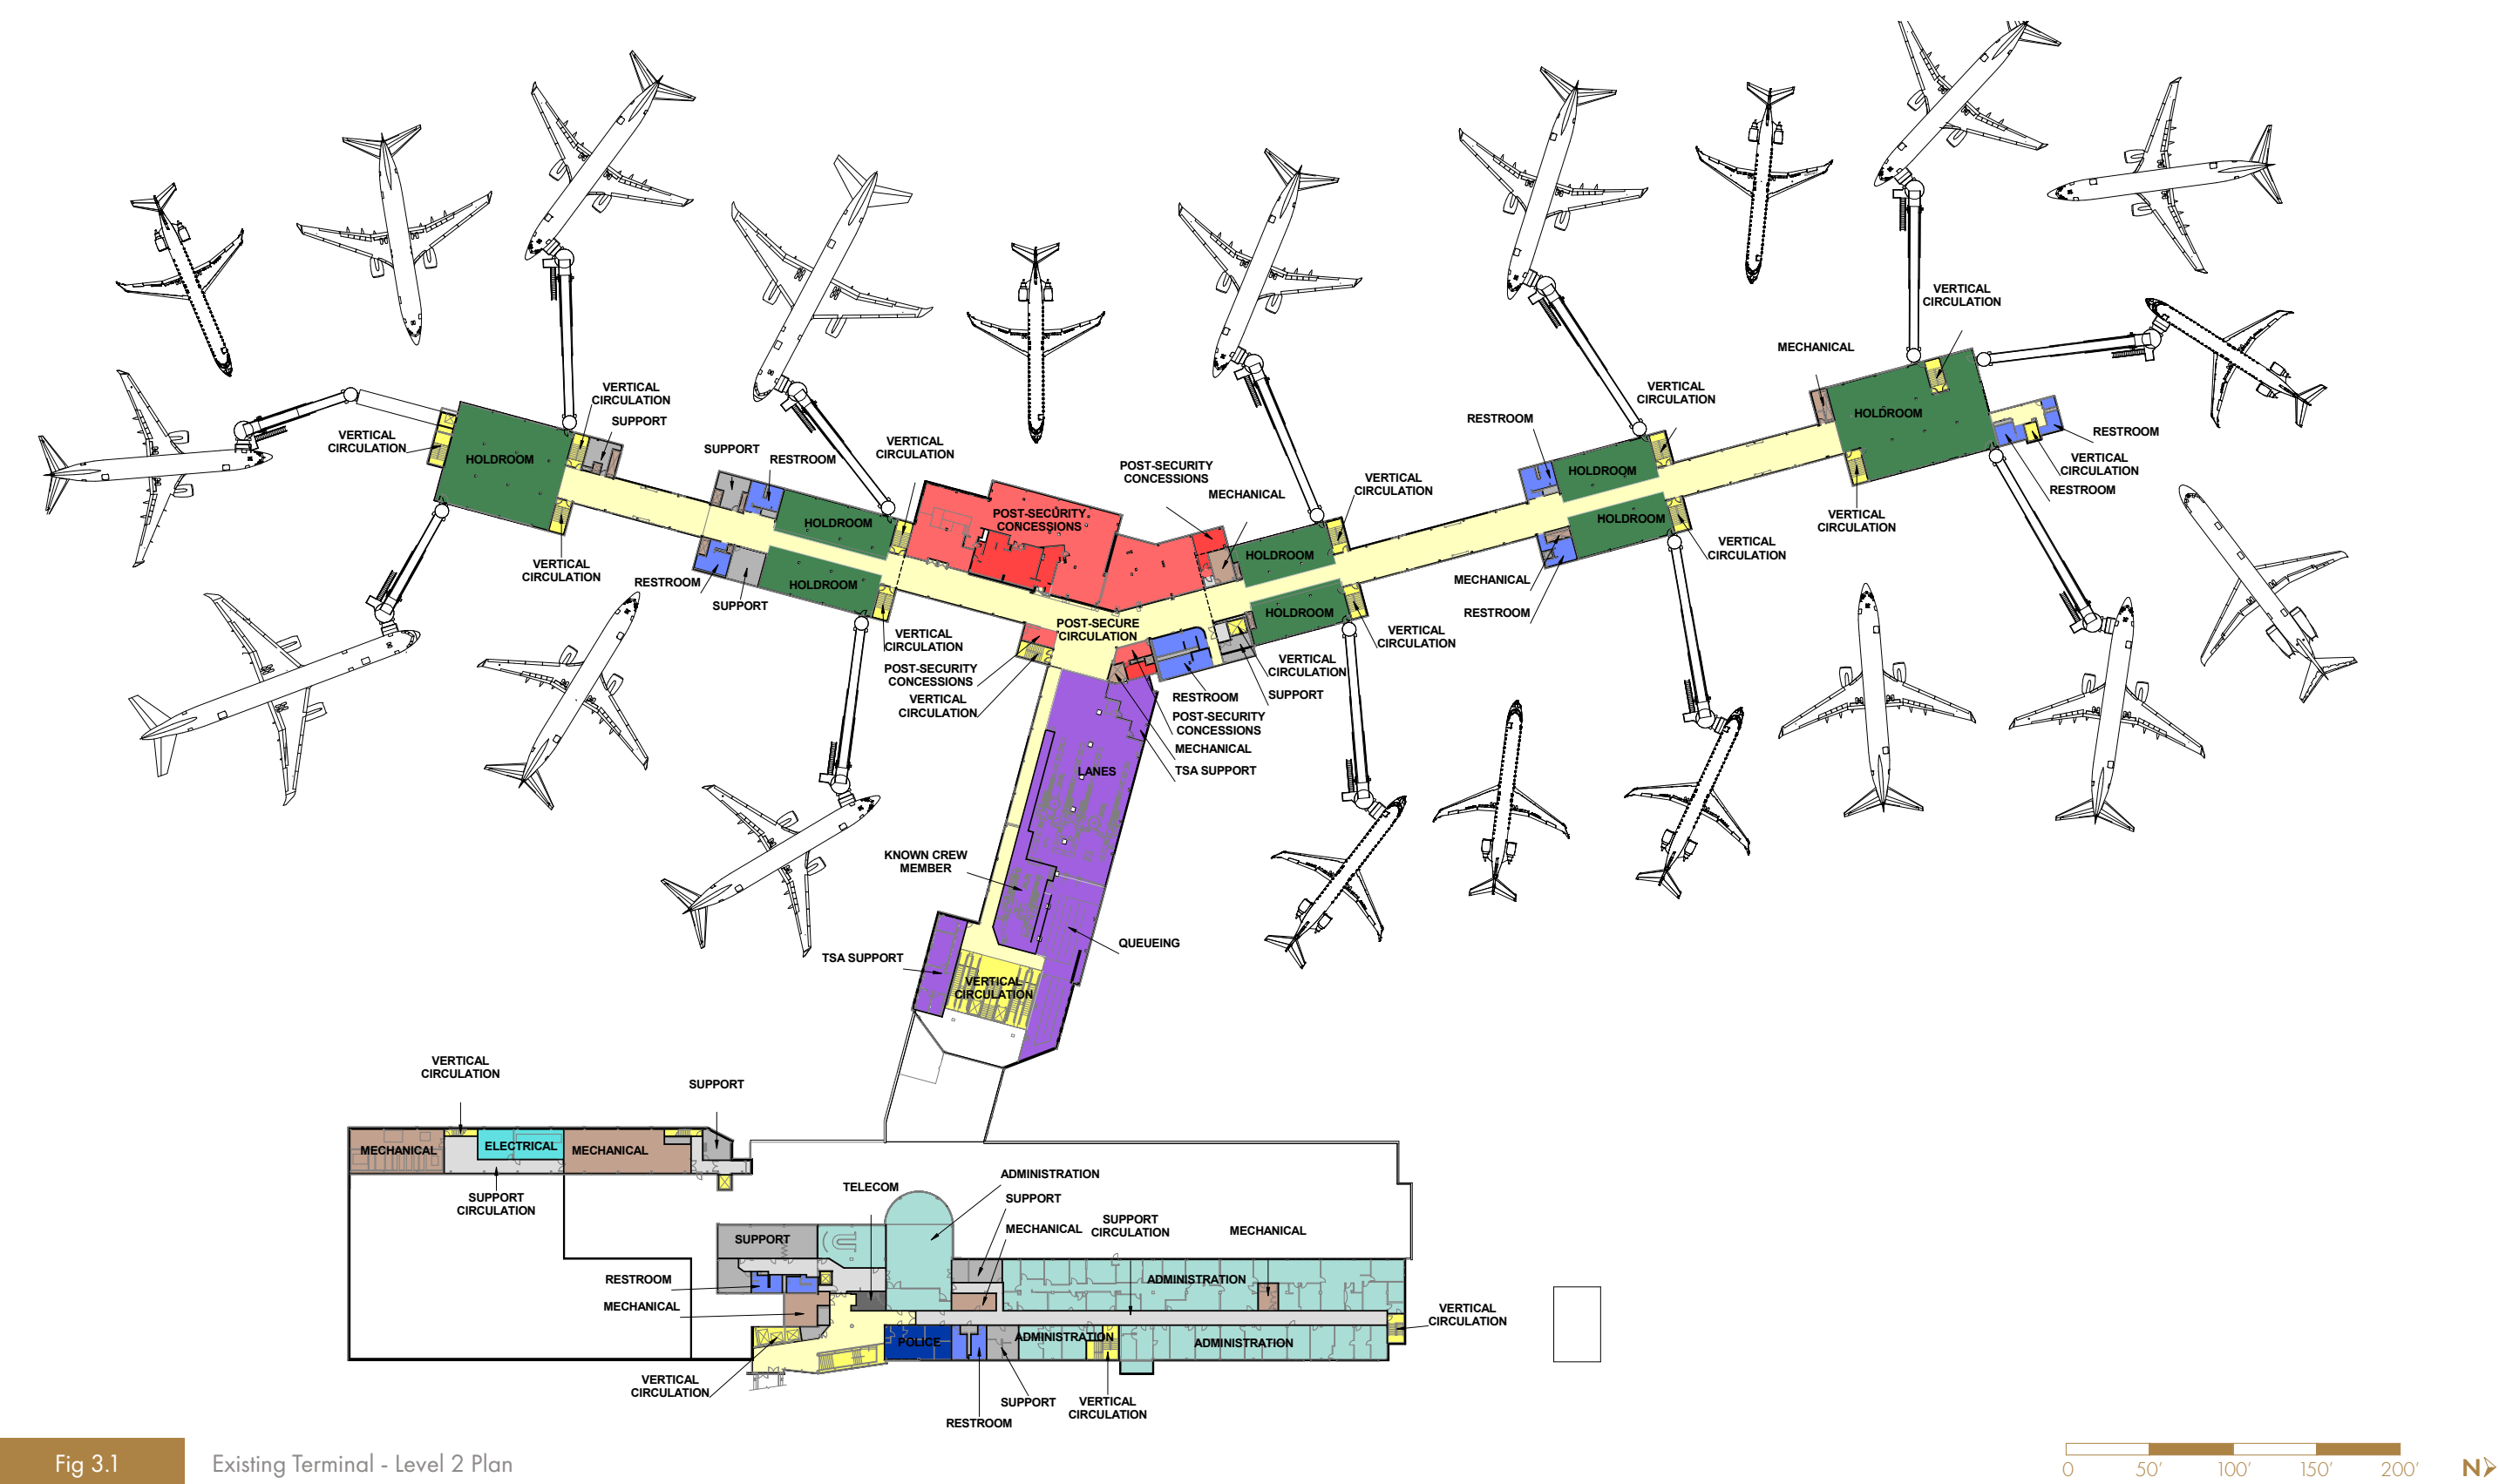 VERTICAL
CIRCULATION
MECHANICAL
VERTICAL
CIRCULATION
SUPPORT
VERTICAL
CIRCULATION
HOLDROOM
SUPPORT
RESTROOM
VERTICAL
CIRCULATION
POST-SECURITY
CONCESSIONS
MECHANICAL
VERTICAL
CIRCULATION
RESTROOM
VERTICAL
CIRCULATION
HOLDROOM
HOLDROOM
RESTROOM
VERTICAL
CIRCULATION
RESTROOM
HOLDROOM
POST-SECURITY
CONCESSIONS
HOLDROOM
VERTICAL
CIRCULATION
HOLDROOM
VERTICAL
CIRCULATION
VERTICAL
CIRCULATION
RESTROOM
SUPPORT
HOLDROOM
HOLDROOM
MECHANICAL
RESTROOM
POST-SECURE
CIRCULATION
VERTICAL
CIRCULATION
VERTICAL
CIRCULATION
POST-SECURITY
CONCESSIONS
VERTICAL
CIRCULATION
VERTICAL
CIRCULATION
SUPPORT
RESTROOM
POST-SECURITY
CONCESSIONS
MECHANICAL
TSA SUPPORT
LANES
KNOWN CREW
MEMBER
QUEUEING
TSA SUPPORT
VERTICAL
CIRCULATION
VERTICAL
CIRCULATION
SUPPORT
MECHANICAL
ELECTRICAL
MECHANICAL
SUPPORT
CIRCULATION
TELECOM
ADMINISTRATION
SUPPORT
MECHANICAL
SUPPORT
CIRCULATION
MECHANICAL
SUPPORT
RESTROOM
MECHANICAL
ADMINISTRATION
VERTICAL
CIRCULATION
POLICE
ADMINISTRATION
ADMINISTRATION
VERTICAL
CIRCULATION
SUPPORT
VERTICAL
CIRCULATION
RESTROOM
Fig 3.1
Existing Terminal - Level 2 Plan
0 50' 100' 150' 200'
N